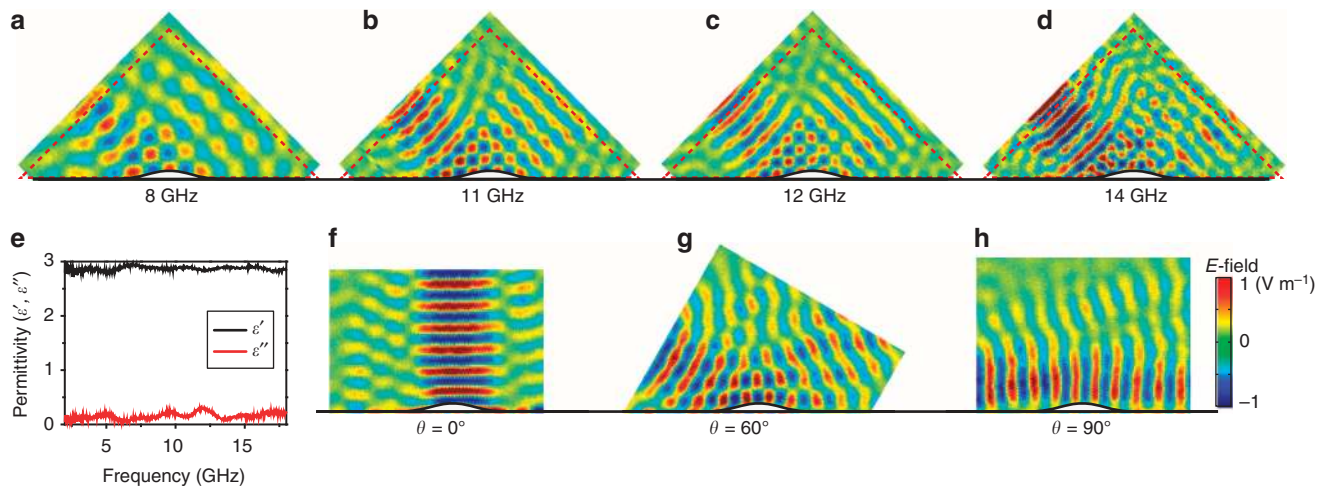 a
b
c
d
8 GHz
11 GHz
12 GHz
14 GHz
e
f
g
h
3
2
1
0
Permittivity (ε′, ε″)
ε′
ε″
5
10
15
Frequency (GHz)
θ = 0°
θ = 60°
θ = 90°
E-field
1 (V m⁻¹)
0
–1